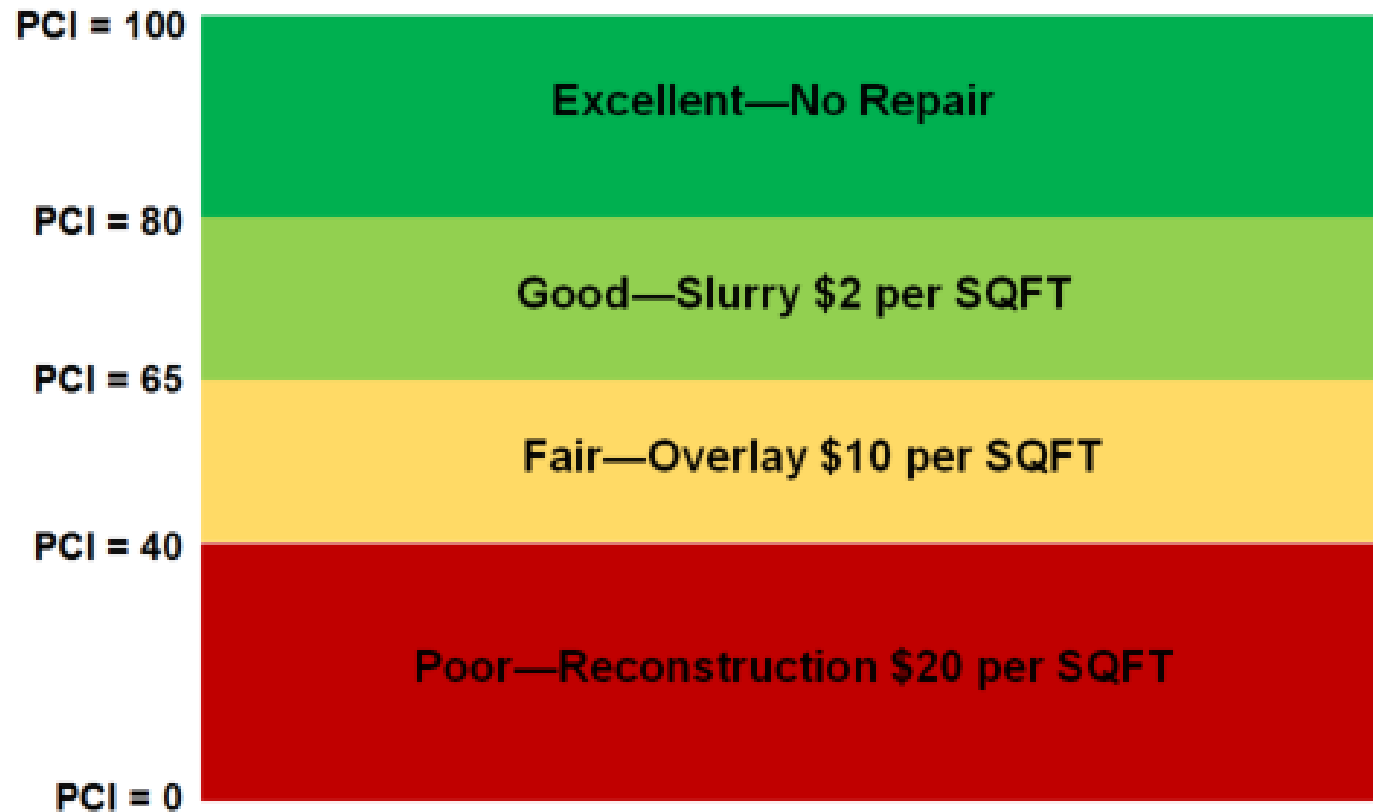 PCI = 100
Excellent—No Repair
PCI = 80
Good—Slurry $2 per SQFT
PCI = 65
Fair—Overlay $10 per SQFT
PCI = 40
Poor—Reconstruction $20 per SQFT
PCI = 0